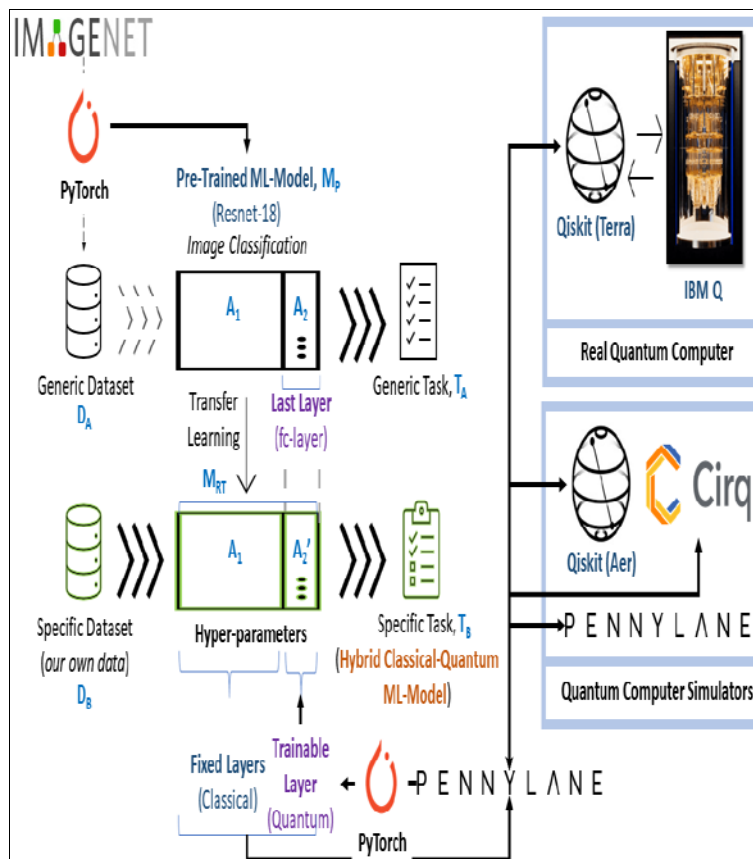 IMAGENET
PyTorch
Pre-Trained ML-Model, MP
(Resnet-18)
Image Classification
A1
A2
Generic Dataset
DA
Generic Task, TA
Transfer
Learning
Last Layer
(fc-layer)
MRT
A1
A2’
Specific Dataset
(our own data)
DB
Hyper-parameters
Specific Task, TB
(Hybrid Classical-Quantum
ML-Model)
Fixed Layers
(Classical)
Trainable
Layer
(Quantum)
PyTorch
PENNYLANE
Qiskit (Terra)
IBM Q
Real Quantum Computer
Qiskit (Aer)
Cirq
PENNYLANE
Quantum Computer Simulators